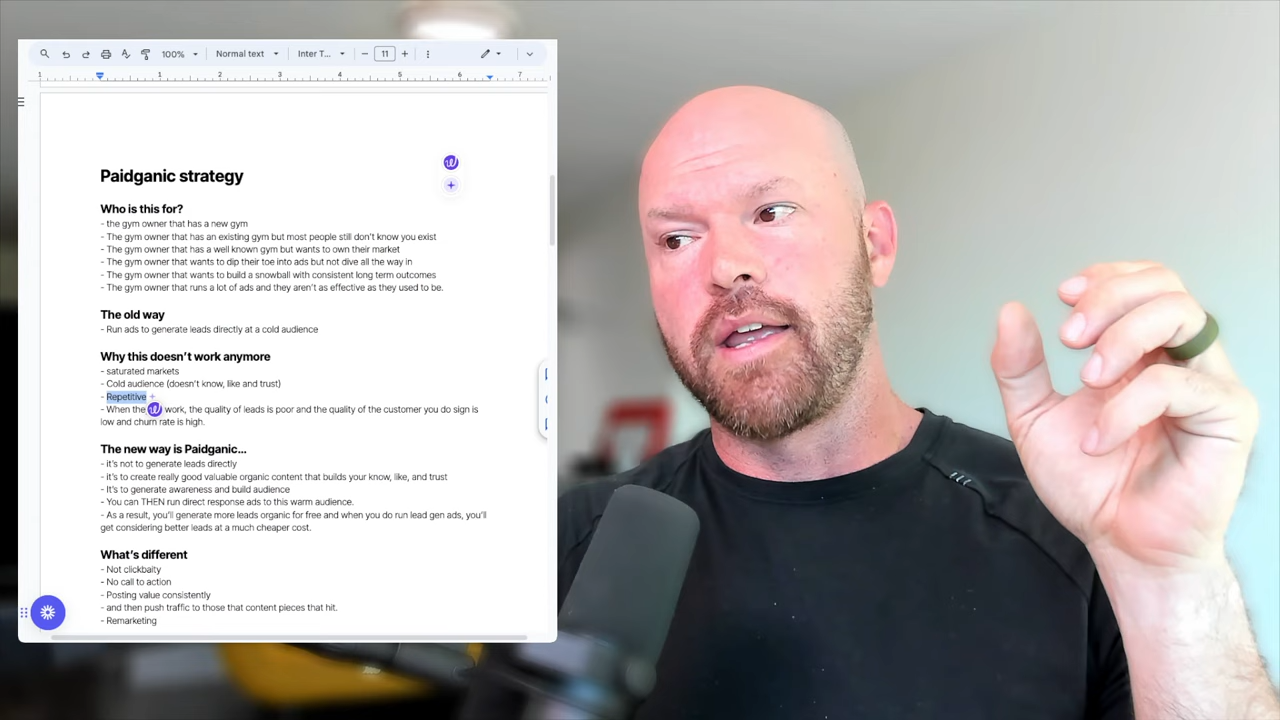 100%
Normal text
Inter T...
11
1 1 2 3 4 5 6 7
Paidganic strategy
Who is this for?
- the gym owner that has a new gym
- The gym owner that has an existing gym but most people still don't know you exist
- The gym owner that has a well known gym but wants to own their market
- The gym owner that wants to dip their toe into ads but not dive all the way in
- The gym owner that wants to build a snowball with consistent long term outcomes
- The gym owner that runs a lot of ads and they aren't as effective as they used to be.
The old way
- Run ads to generate leads directly at a cold audience
Why this doesn't work anymore
- saturated markets
- Cold audience (doesn't know, like and trust)
- Repetitive
- When the work, the quality of leads is poor and the quality of the customer you do sign is
low and churn rate is high.
The new way is Paidganic...
- it's not to generate leads directly
- it's to create really good valuable organic content that builds your know, like, and trust
- It's to generate awareness and build audience
- You can THEN run direct response ads to this warm audience.
- As a result, you'll generate more leads organic for free and when you do run lead gen ads, you'll
get considering better leads at a much cheaper cost.
What's different
- Not clickbaity
- No call to action
- Posting value consistently
- and then push traffic to those that content pieces that hit.
- Remarketing